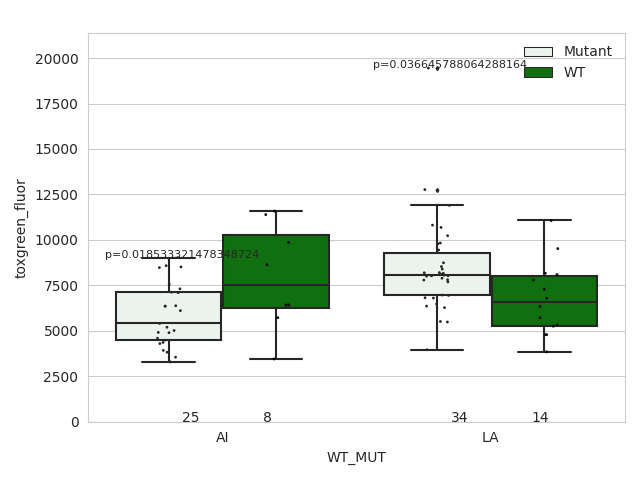 20000
17500
15000
12500
10000
7500
5000
2500
0
toxgreen_fluor
p=0.036645788064288164
Mutant
WT
p=0.018533321478348724
25 8 34 14
AI LA
WT_MUT